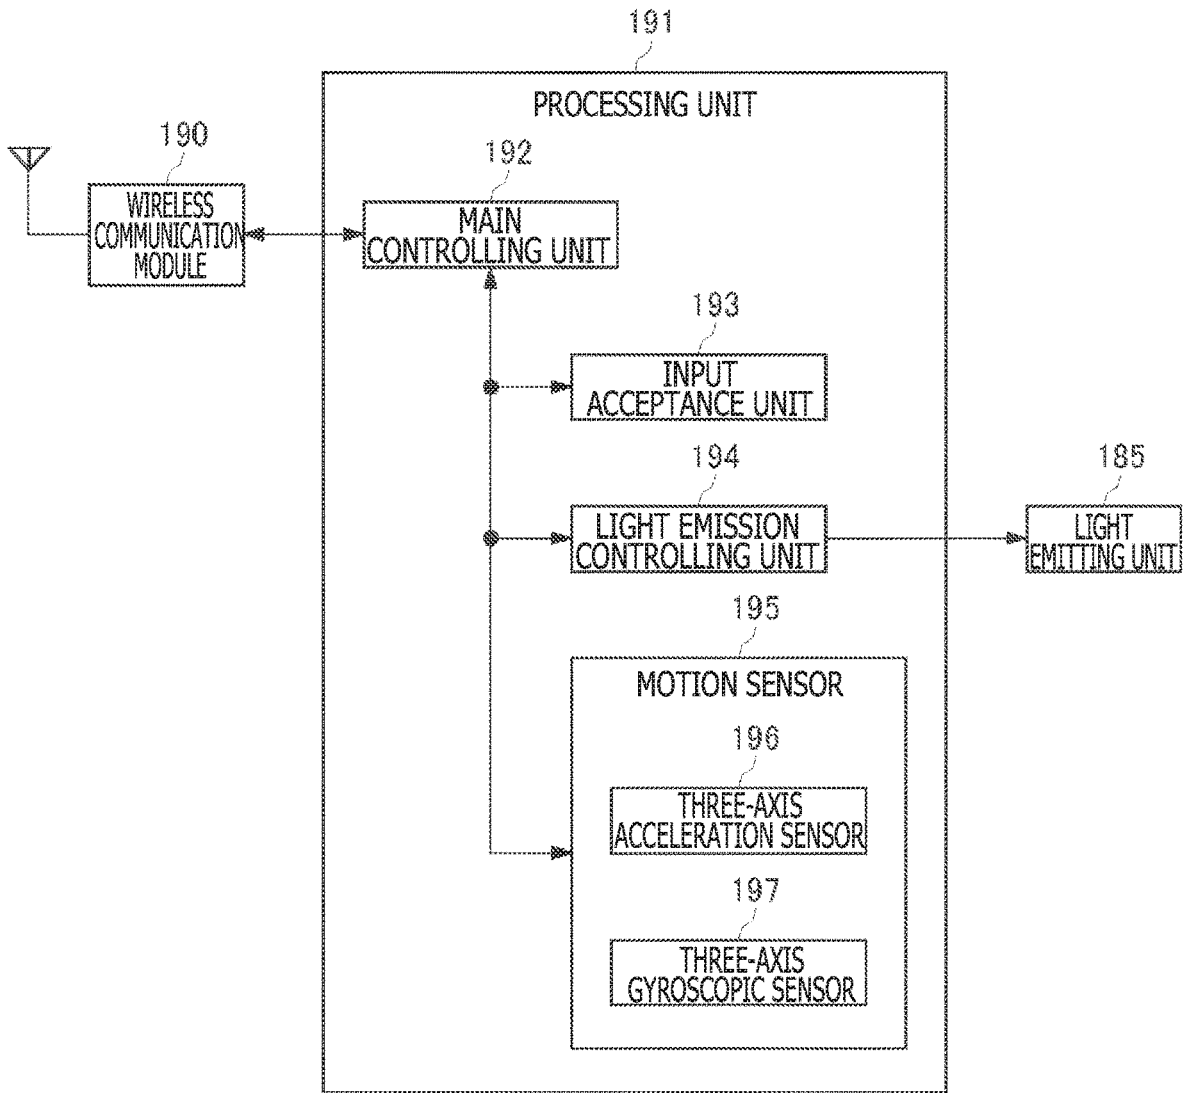 191
PROCESSING UNIT
190
WIRELESS
COMMUNICATION
MODULE
192
MAIN
CONTROLLING UNIT
193
INPUT
ACCEPTANCE UNIT
194
LIGHT EMISSION
CONTROLLING UNIT
185
LIGHT
EMITTING UNIT
195
MOTION SENSOR
196
THREE-AXIS
ACCELERATION SENSOR
197
THREE-AXIS
GYROSCOPIC SENSOR